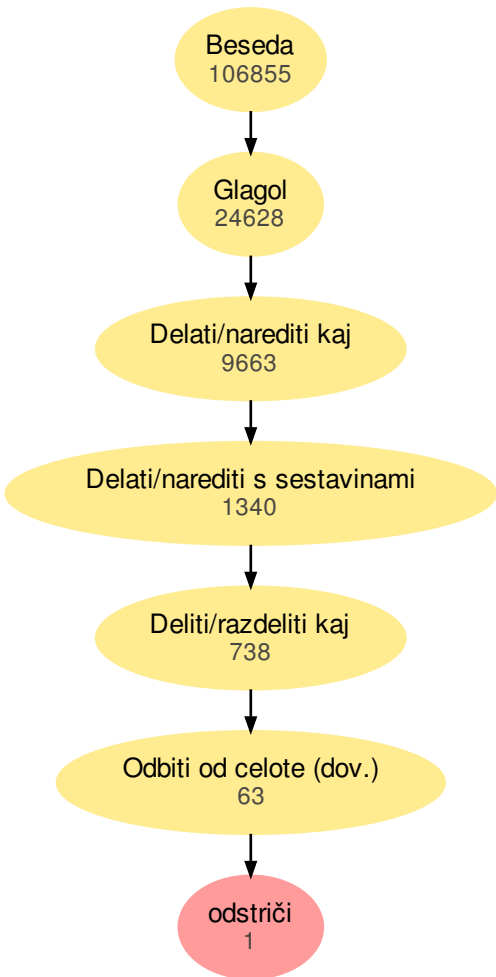 Beseda
106855
Glagol
24628
Delati/narediti kaj
9663
Delati/narediti s sestavinami
1340
Deliti/razdeliti kaj
738
Odbiti od celote (dov.)
63
odstriči
1